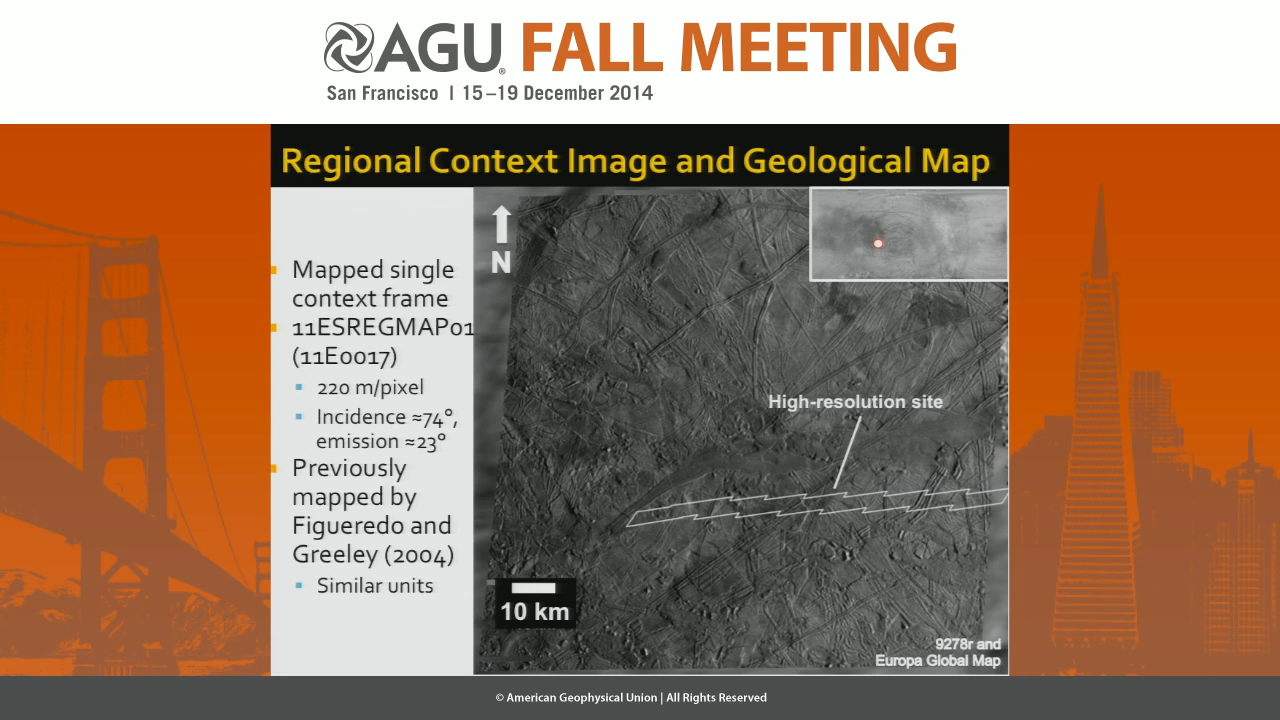 AGU FALL MEETING
San Francisco | 15–19 December 2014
Regional Context Image and Geological Map
Mapped single
context frame
11ESREGMAP01
(11E0017)
220 m/pixel
Incidence ≈74°,
emission ≈23°
Previously
mapped by
Figueredo and
Greeley (2004)
Similar units
N
High-resolution site
10 km
9278r and
Europa Global Map
© American Geophysical Union | All Rights Reserved